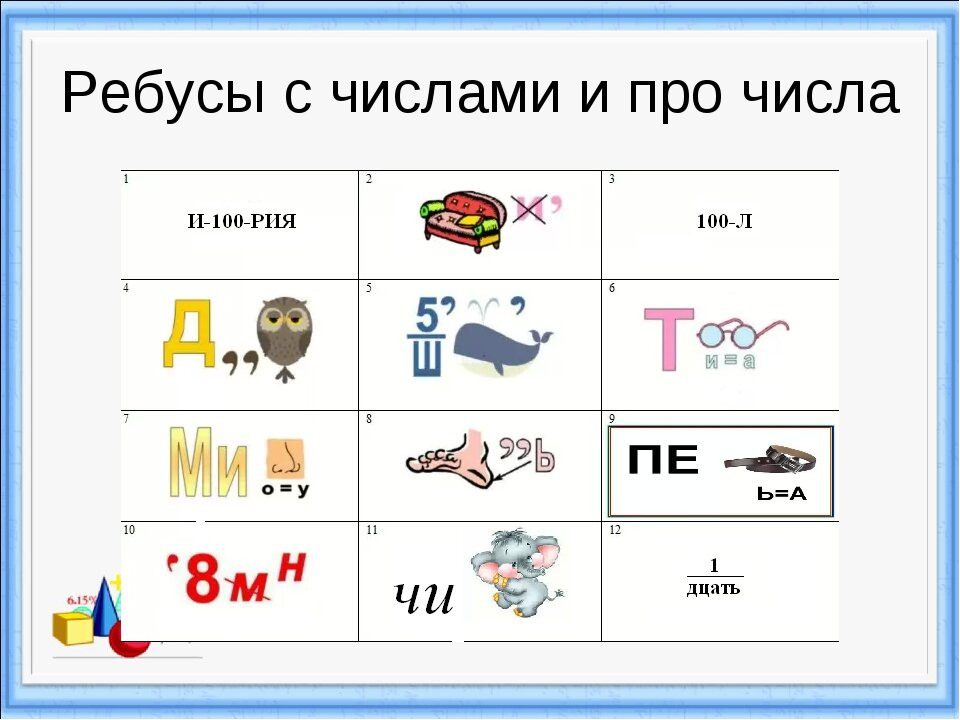 Ребусы с числами и про числа
1
И-100-РИЯ
2
и’
3
100-Л
4
Д ,,
5
5’ ’
Ш
6
Т
и = а
7
Ми
о = у
8
’’Ь
9
ПЕ
Ь=А
10
’8 м н
11
чи
12
1
дцать
6.15%